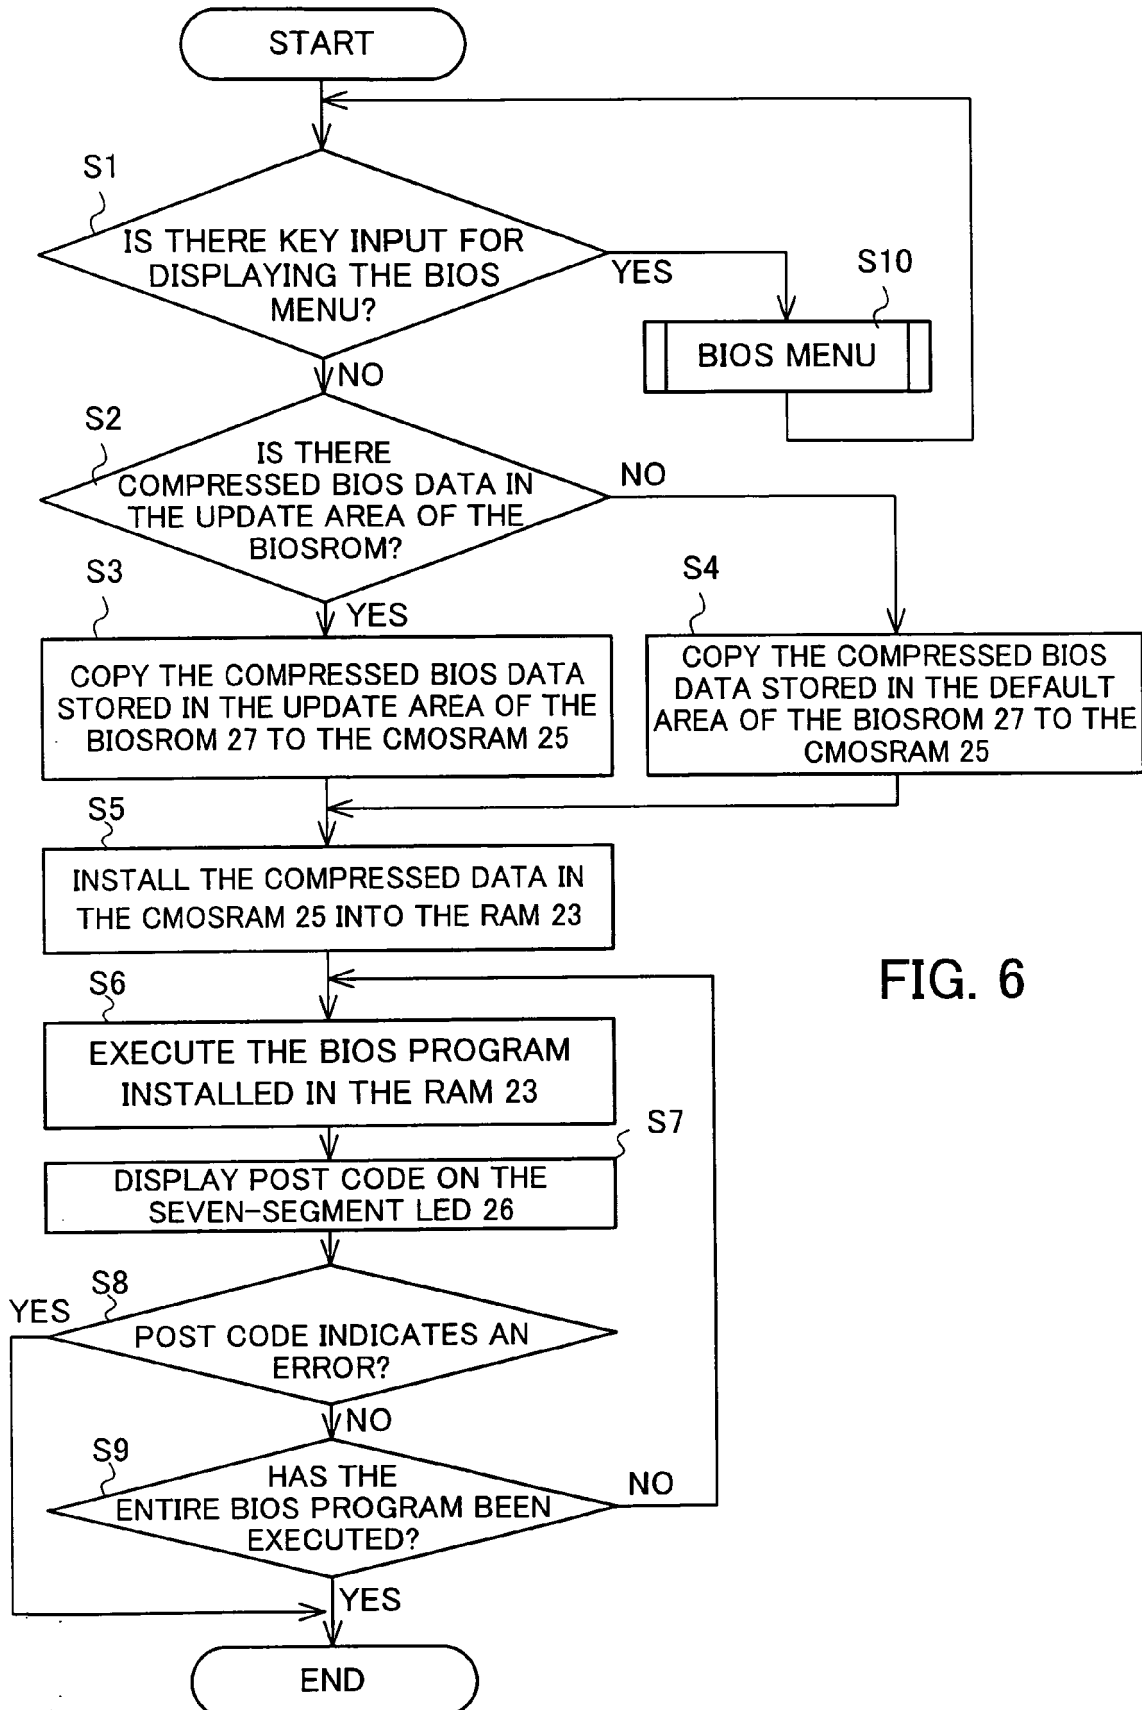 START
S1
IS THERE KEY INPUT FOR
DISPLAYING THE BIOS
MENU?
YES
S10
BIOS MENU
NO
S2
IS THERE
COMPRESSED BIOS DATA IN
THE UPDATE AREA OF THE
BIOSROM?
NO
S3
YES
S4
COPY THE COMPRESSED BIOS DATA
STORED IN THE UPDATE AREA OF THE
BIOSROM 27 TO THE CMOSRAM 25
COPY THE COMPRESSED BIOS
DATA STORED IN THE DEFAULT
AREA OF THE BIOSROM 27 TO THE
CMOSRAM 25
S5
INSTALL THE COMPRESSED DATA IN
THE CMOSRAM 25 INTO THE RAM 23
FIG. 6
S6
EXECUTE THE BIOS PROGRAM
INSTALLED IN THE RAM 23
S7
DISPLAY POST CODE ON THE
SEVEN-SEGMENT LED 26
S8
YES
POST CODE INDICATES AN
ERROR?
NO
S9
HAS THE
ENTIRE BIOS PROGRAM BEEN
EXECUTED?
NO
YES
END